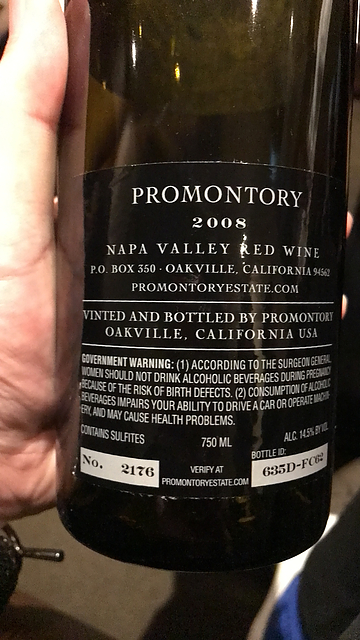 PROMONTORY
2008
NAPA VALLEY RED WINE
P.O. BOX 350 · OAKVILLE, CALIFORNIA 94562
PROMONTORYESTATE.COM
VINTED AND BOTTLED BY PROMONTORY
OAKVILLE, CALIFORNIA USA
GOVERNMENT WARNING: (1) ACCORDING TO THE SURGEON GENERAL,
WOMEN SHOULD NOT DRINK ALCOHOLIC BEVERAGES DURING PREGNANCY
BECAUSE OF THE RISK OF BIRTH DEFECTS. (2) CONSUMPTION OF ALCOHOLIC
BEVERAGES IMPAIRS YOUR ABILITY TO DRIVE A CAR OR OPERATE MACHIN-
ERY, AND MAY CAUSE HEALTH PROBLEMS.
CONTAINS SULFITES 750 ML ALC. 14.5% BY VOL.
BOTTLE ID:
No. 2176 VERIFY AT 635D-FC62
PROMONTORYESTATE.COM